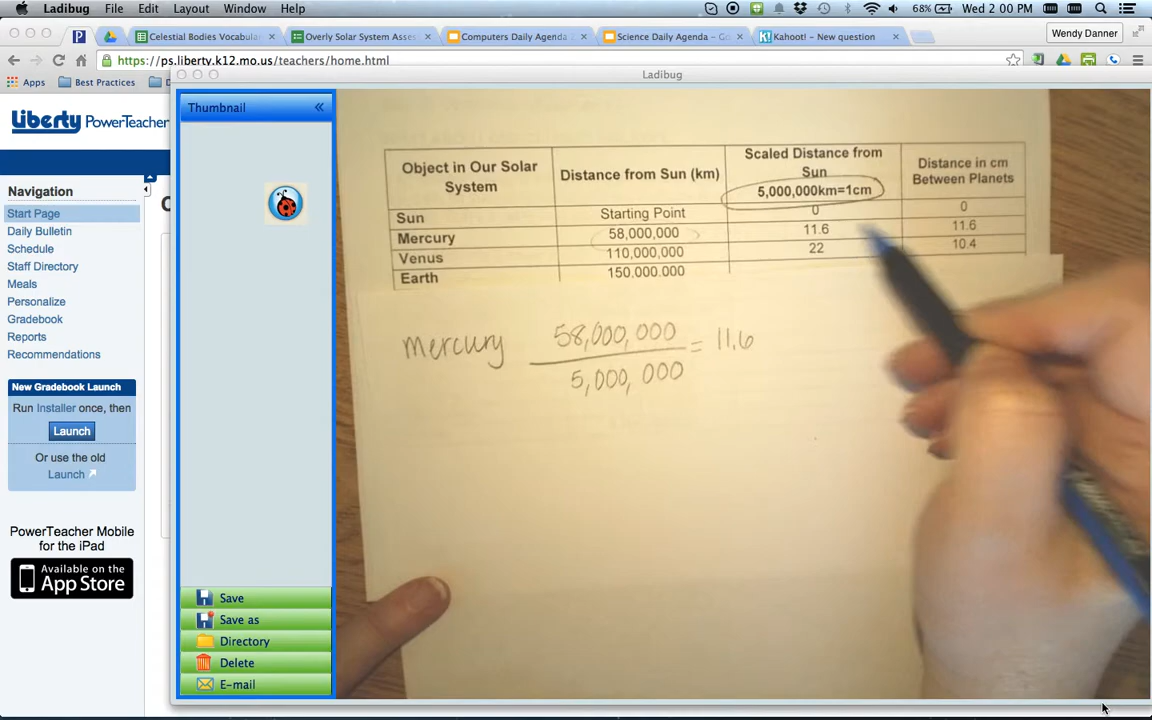 Ladibug File Edit Layout Window Help 68% Wed 2:00 PM
Celestial Bodies Vocabular Overly Solar System Asses Computers Daily Agenda Science Daily Agenda – Go Kahoot! – New question Wendy Danner
https://ps.liberty.k12.mo.us/teachers/home.html
Apps Best Practices
Ladibug
Liberty PowerTeacher
Navigation
Start Page
Daily Bulletin
Schedule
Staff Directory
Meals
Personalize
Gradebook
Reports
Recommendations
New Gradebook Launch
Run Installer once, then
Launch
Or use the old
Launch
PowerTeacher Mobile
for the iPad
Available on the
App Store
Thumbnail
Save
Save as
Directory
Delete
E-mail
Object in Our Solar
System
Distance from Sun (km)
Scaled Distance from
Sun
5,000,000km=1cm
Distance in cm
Between Planets
Sun Starting Point 0 0
Mercury 58,000,000 11.6 11.6
Venus 110,000,000 22 10.4
Earth 150.000.000
mercury 58,000,000 = 11.6
5,000,000